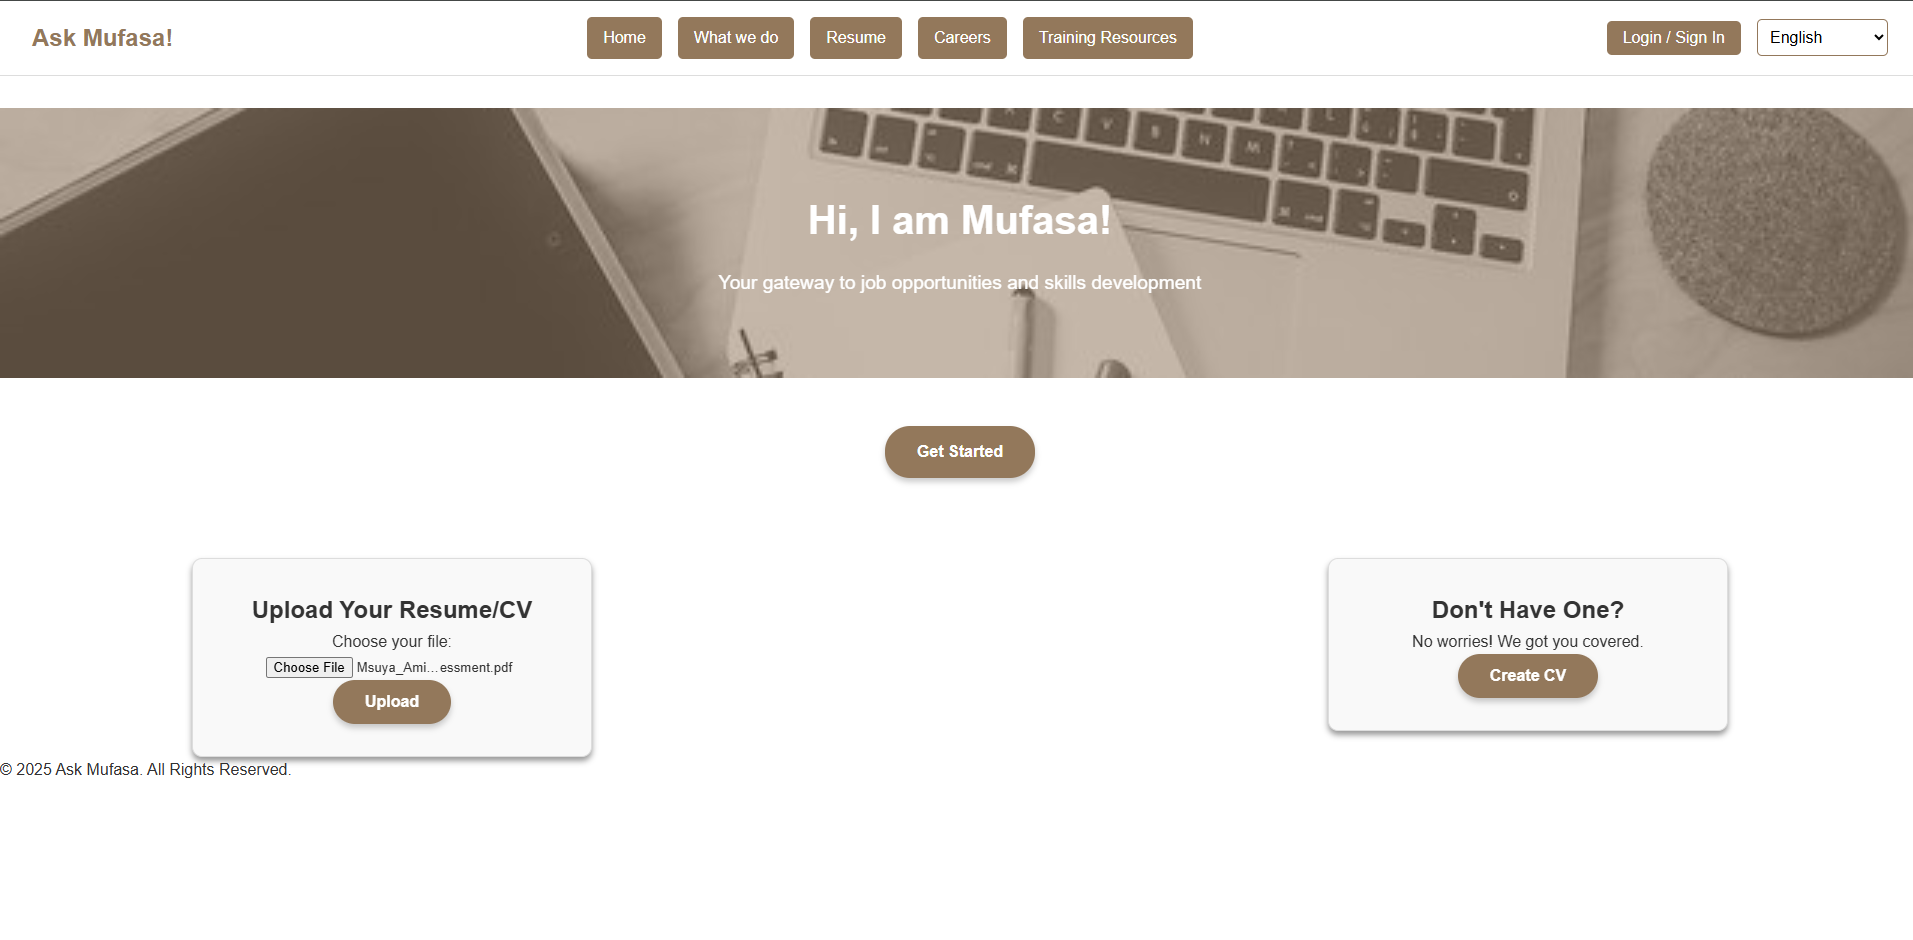 Ask Mufasa!
Home
What we do
Resume
Careers
Training Resources
Login / Sign In
English
Hi, I am Mufasa!
Your gateway to job opportunities and skills development
Get Started
Upload Your Resume/CV
Choose your file:
Choose File Msuya_Ami...essment.pdf
Upload
Don't Have One?
No worries! We got you covered.
Create CV
© 2025 Ask Mufasa. All Rights Reserved.